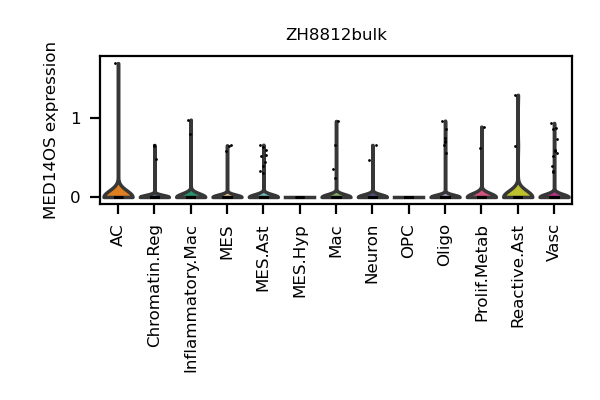 ZH8812bulk
MED14OS expression
1
0
AC
Chromatin.Reg
Inflammatory.Mac
MES
MES.Ast
MES.Hyp
Mac
Neuron
OPC
Oligo
Prolif.Metab
Reactive.Ast
Vasc